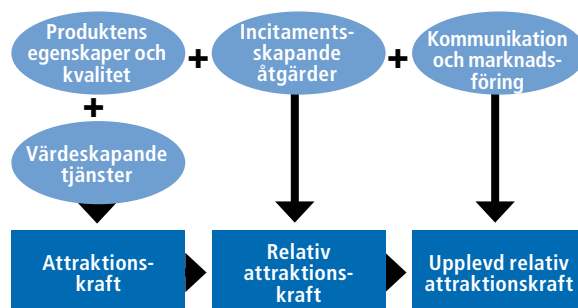 Produktens
egenskaper och
kvalitet
+
Incitaments-
skapande
åtgärder
+
Kommunikation
och marknads-
föring
+
Värdeskapande
tjänster
Attraktions-
kraft
Relativ
attraktions-
kraft
Upplevd relativ
attraktionskraft